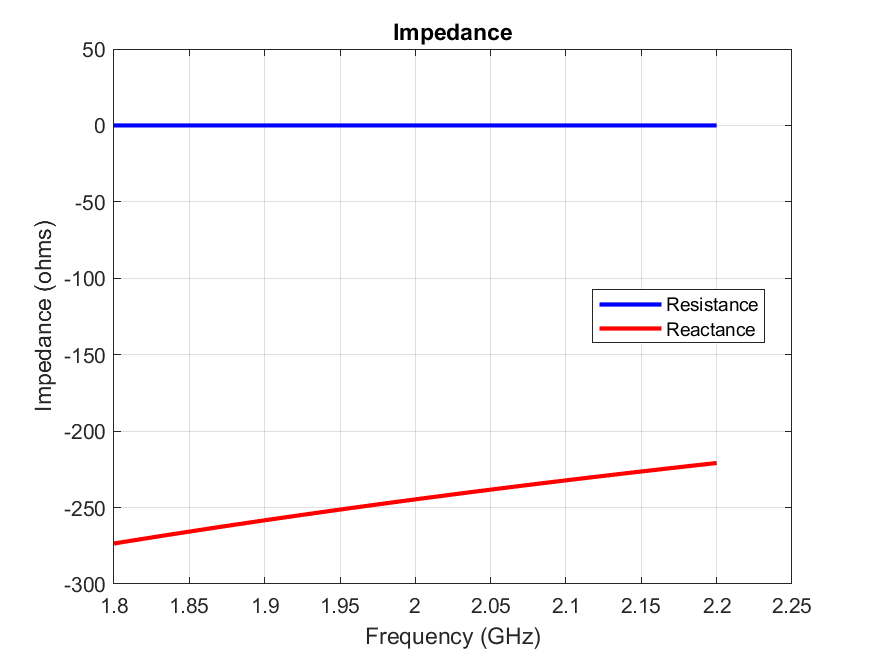 Impedance
50
0
-50
-100
-150
-200
-250
-300
Impedance (ohms)
Resistance
Reactance
1.8 1.85 1.9 1.95 2 2.05 2.1 2.15 2.2 2.25
Frequency (GHz)